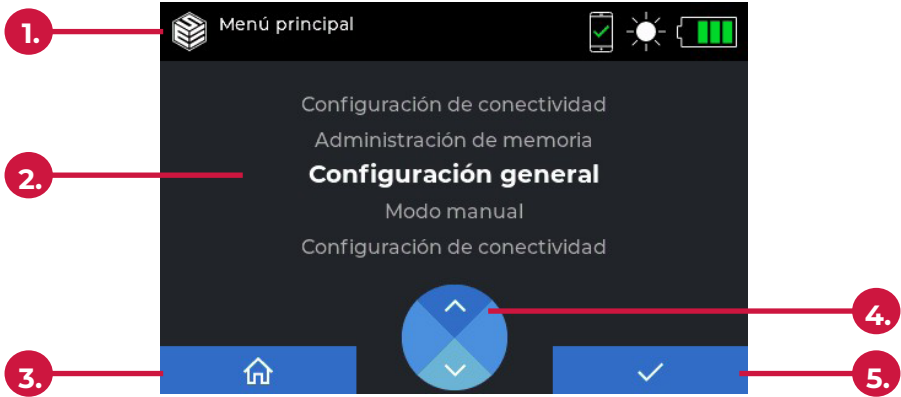 1.
Menú principal
Configuración de conectividad
Administración de memoria
2.
Configuración general
Modo manual
Configuración de conectividad
4.
3.
5.